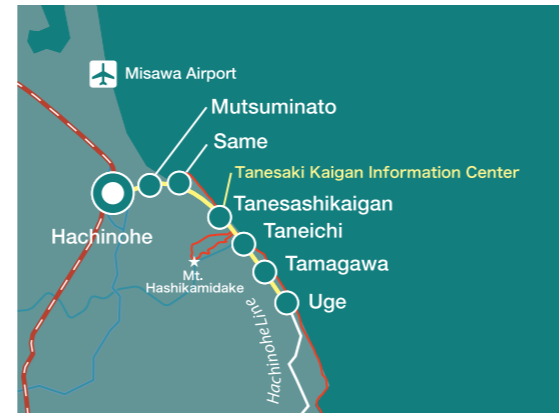 Misawa Airport
Mutsuminato
Same
Tanesaki Kaigan Information Center
Tanesashikaigan
Hachinohe
Taneichi
Tamagawa
Mt.
Hashikamidake
Uge
Hachinohe Line